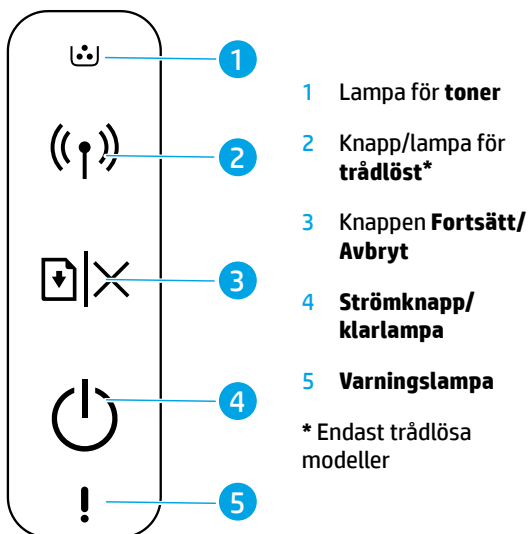 1
2
3
4
5
1 Lampa för toner
2 Knapp/lampa för
trådlöst*
3 Knappen Fortsätt/
Avbryt
4 Strömknapp/
klarlampa
5 Varningslampa
* Endast trådlösa
modeller